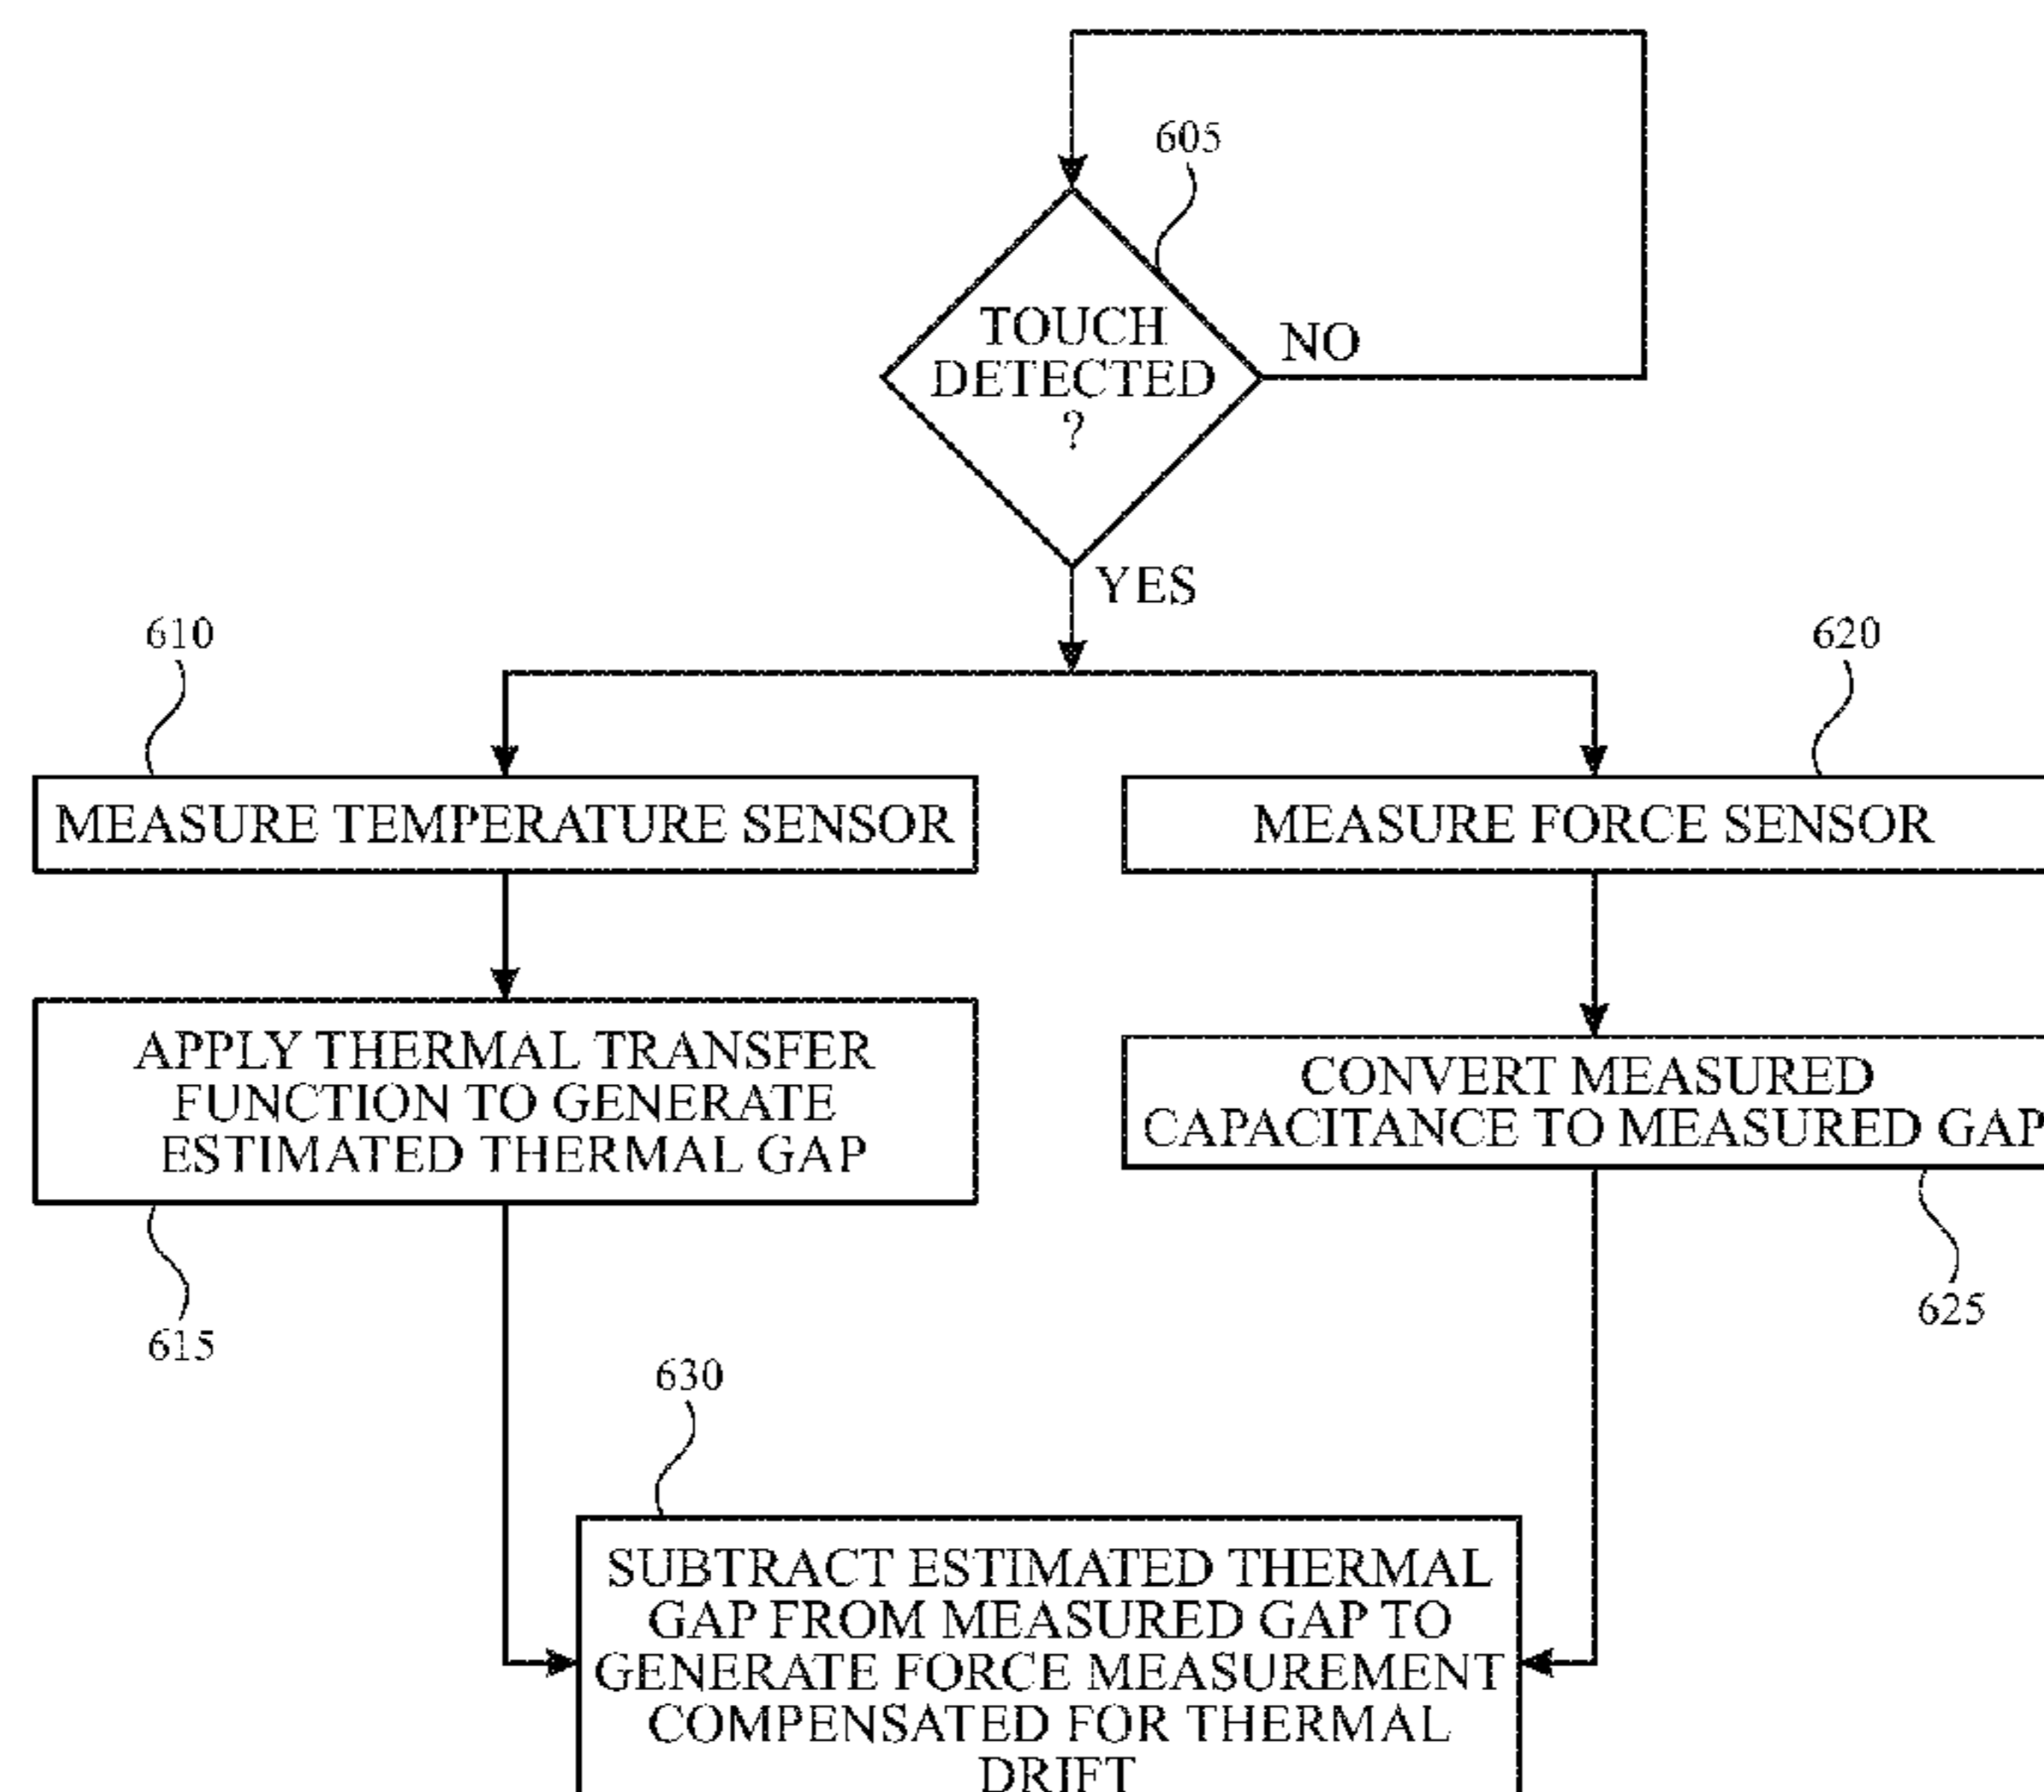 605
TOUCH
DETECTED
?
NO
YES
610
620
MEASURE TEMPERATURE SENSOR
MEASURE FORCE SENSOR
APPLY THERMAL TRANSFER
FUNCTION TO GENERATE
ESTIMATED THERMAL GAP
CONVERT MEASURED
CAPACITANCE TO MEASURED GAP
615
625
630
SUBTRACT ESTIMATED THERMAL
GAP FROM MEASURED GAP TO
GENERATE FORCE MEASUREMENT
COMPENSATED FOR THERMAL
DRIFT